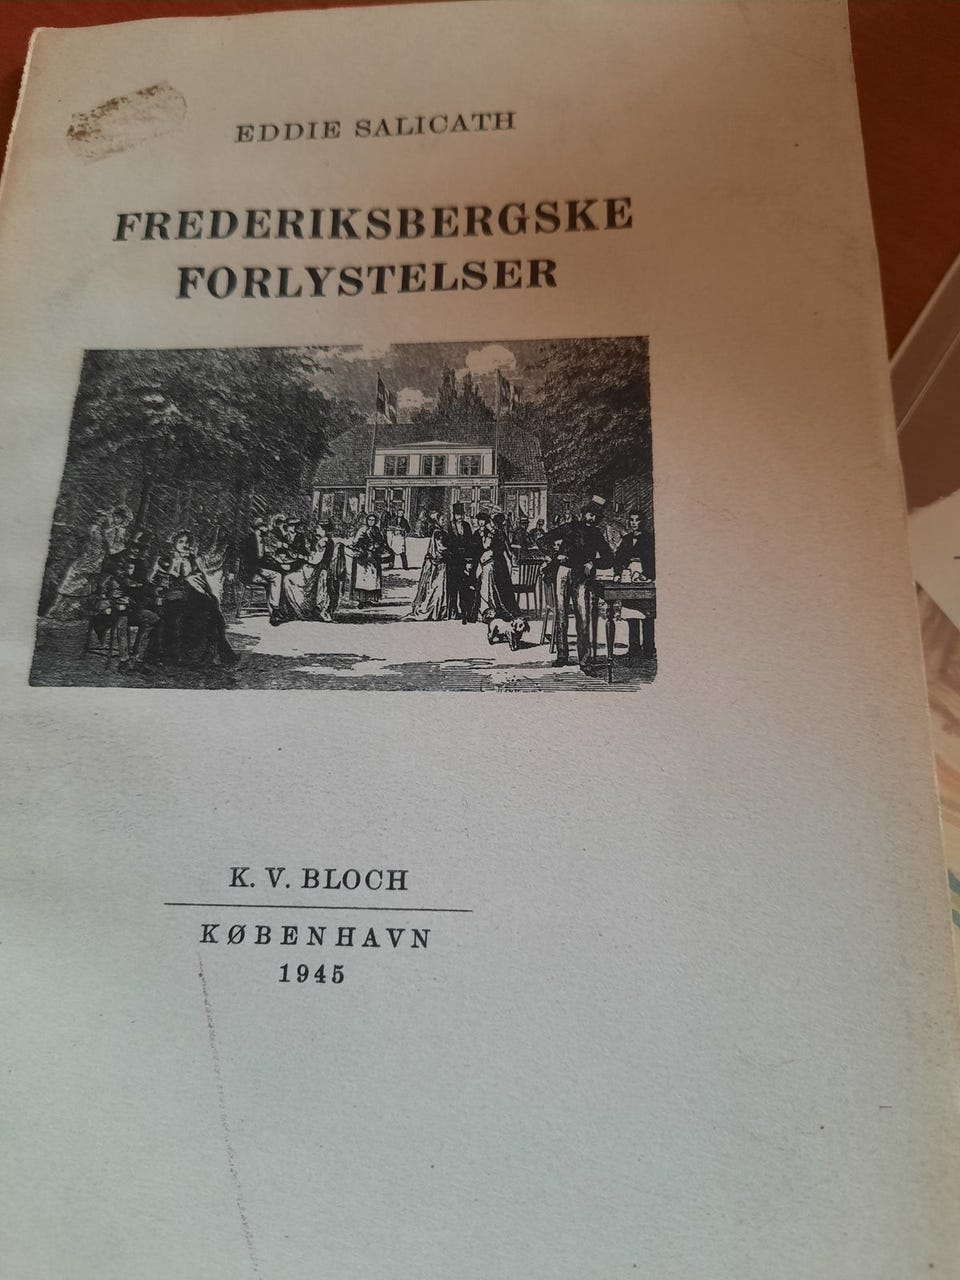 EDDIE SALICATH
FREDERIKSBERGSKE
FORLYSTELSER
K. V. BLOCH
KØBENHAVN
1945